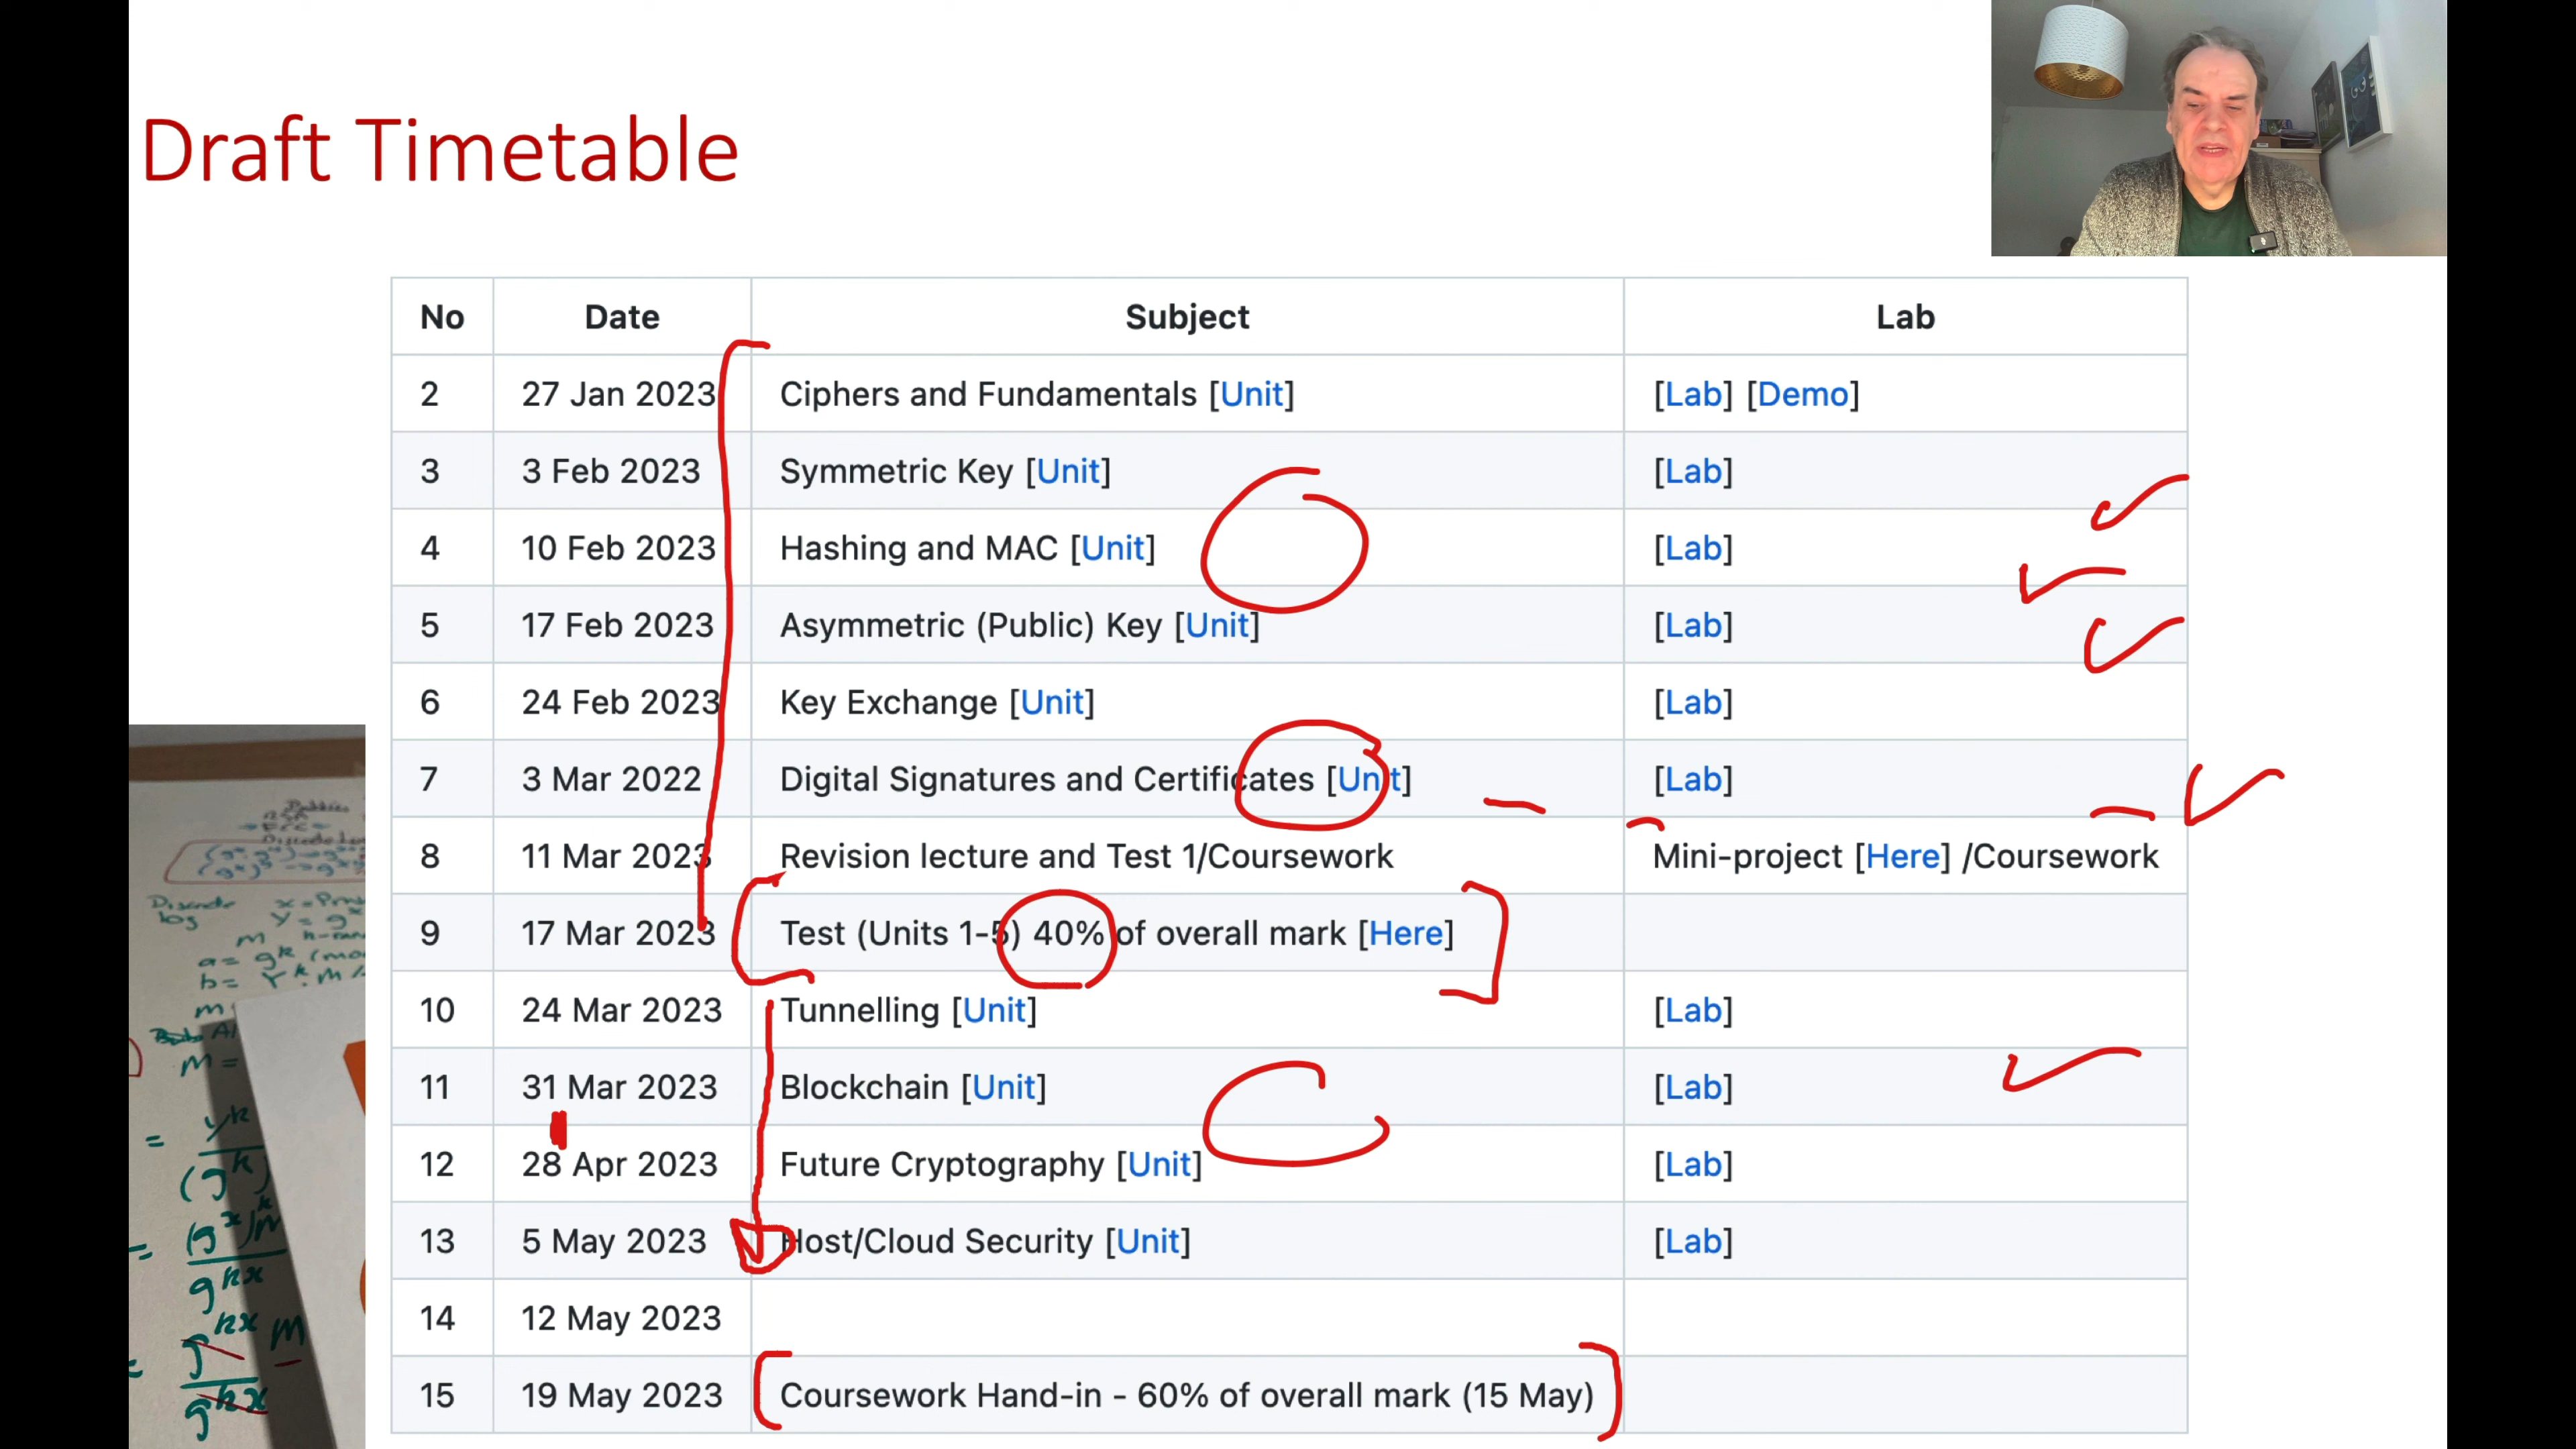 Draft Timetable
No Date Subject Lab
2 27 Jan 2023 Ciphers and Fundamentals [Unit] [Lab] [Demo]
3 3 Feb 2023 Symmetric Key [Unit] [Lab]
4 10 Feb 2023 Hashing and MAC [Unit] [Lab]
5 17 Feb 2023 Asymmetric (Public) Key [Unit] [Lab]
6 24 Feb 2023 Key Exchange [Unit] [Lab]
7 3 Mar 2022 Digital Signatures and Certificates [Unit] [Lab]
8 11 Mar 2023 Revision lecture and Test 1/Coursework Mini-project [Here] /Coursework
9 17 Mar 2023 Test (Units 1-5) 40% of overall mark [Here]
10 24 Mar 2023 Tunnelling [Unit] [Lab]
11 31 Mar 2023 Blockchain [Unit] [Lab]
12 28 Apr 2023 Future Cryptography [Unit] [Lab]
13 5 May 2023 Host/Cloud Security [Unit] [Lab]
14 12 May 2023
15 19 May 2023 Coursework Hand-in - 60% of overall mark (15 May)